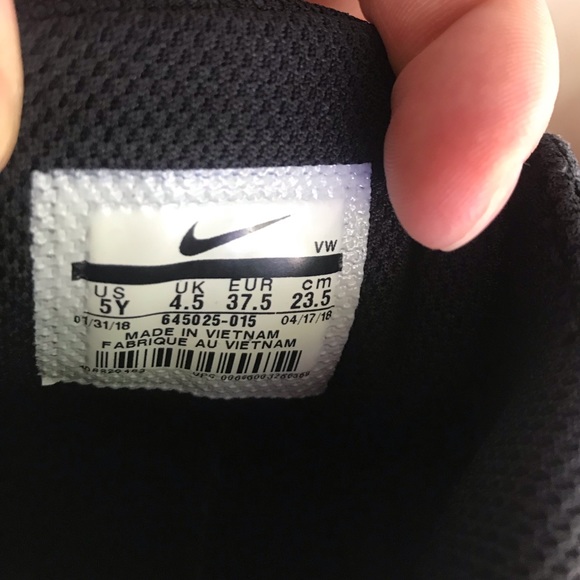 VW
US UK EUR cm
5Y 4.5 37.5 23.5
01/31/18 645025-015 04/17/18
MADE IN VIETNAM
FABRIQUE AU VIETNAM